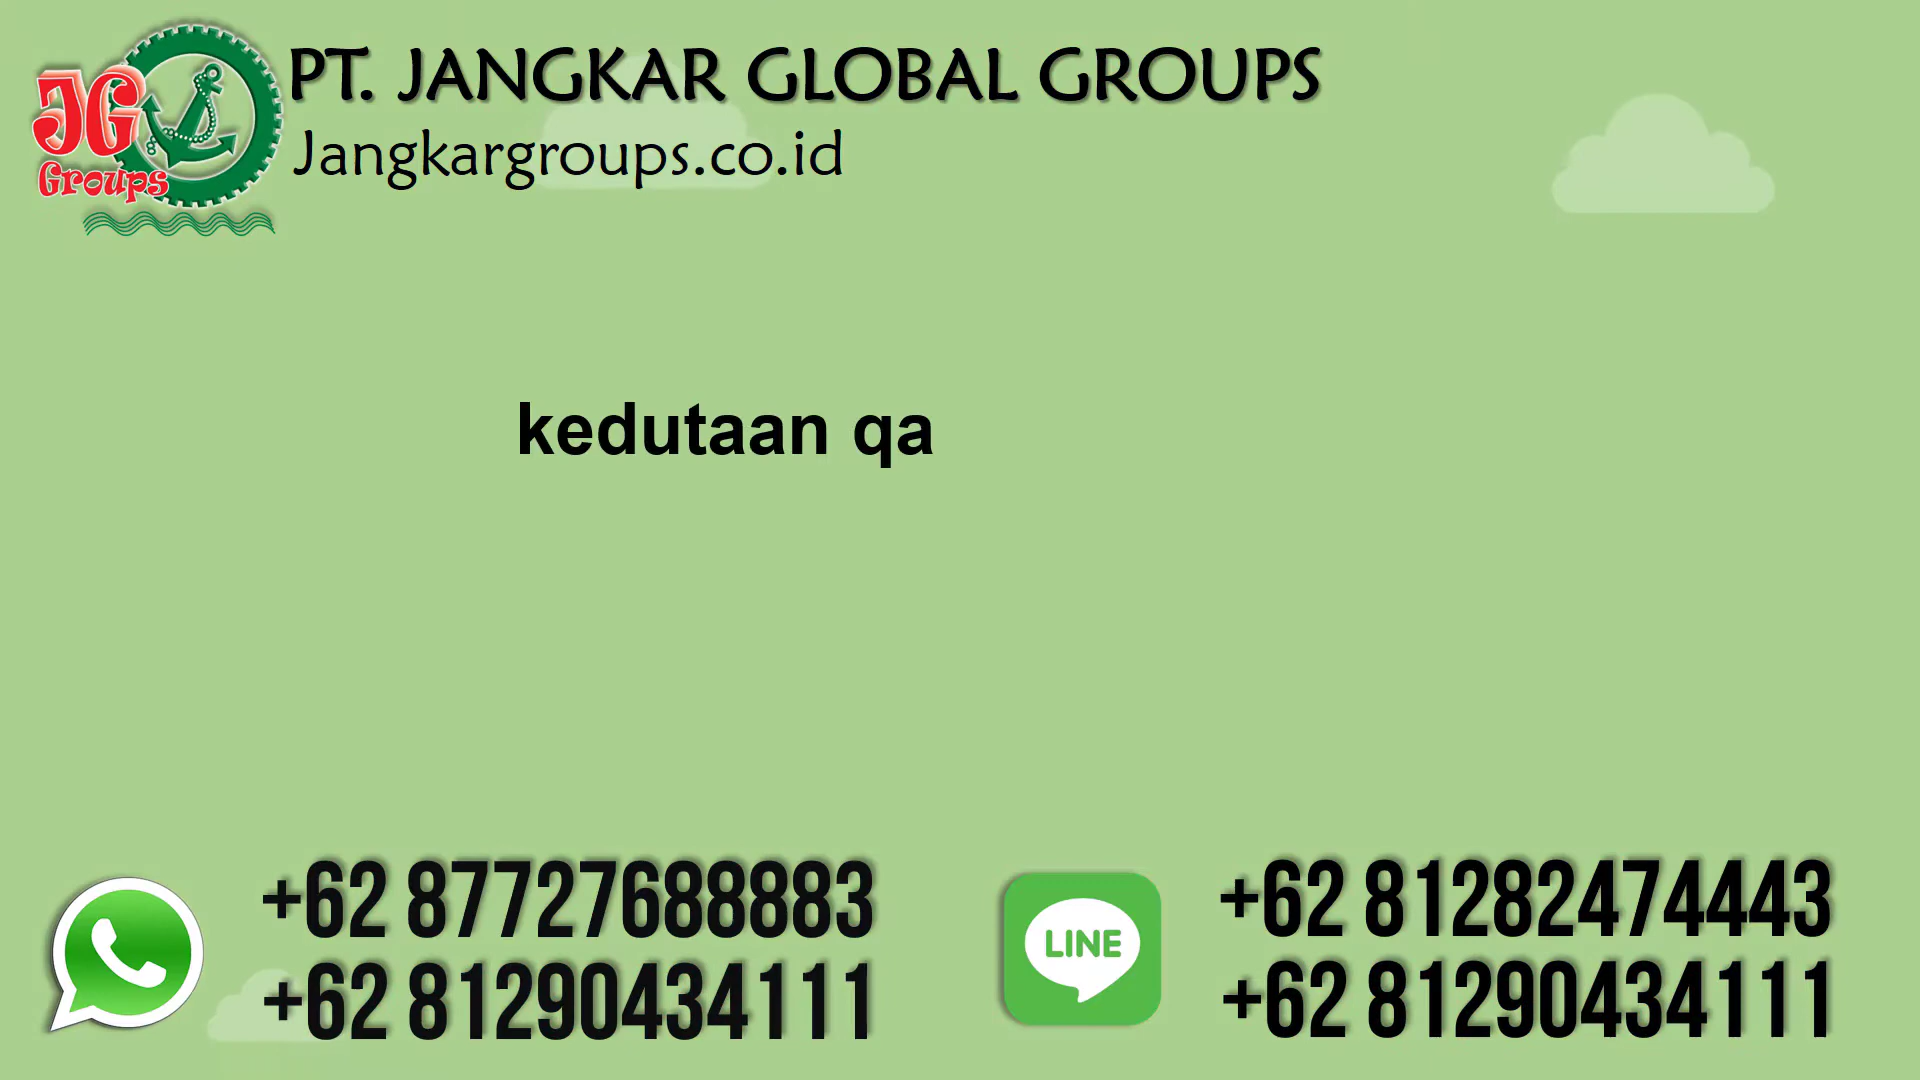 JG
Groups
PT. JANGKAR GLOBAL GROUPS
Jangkargroups.co.id
kedutaan qa
+62 87727688883
+62 81290434111
LINE
+62 81282474443
+62 81290434111